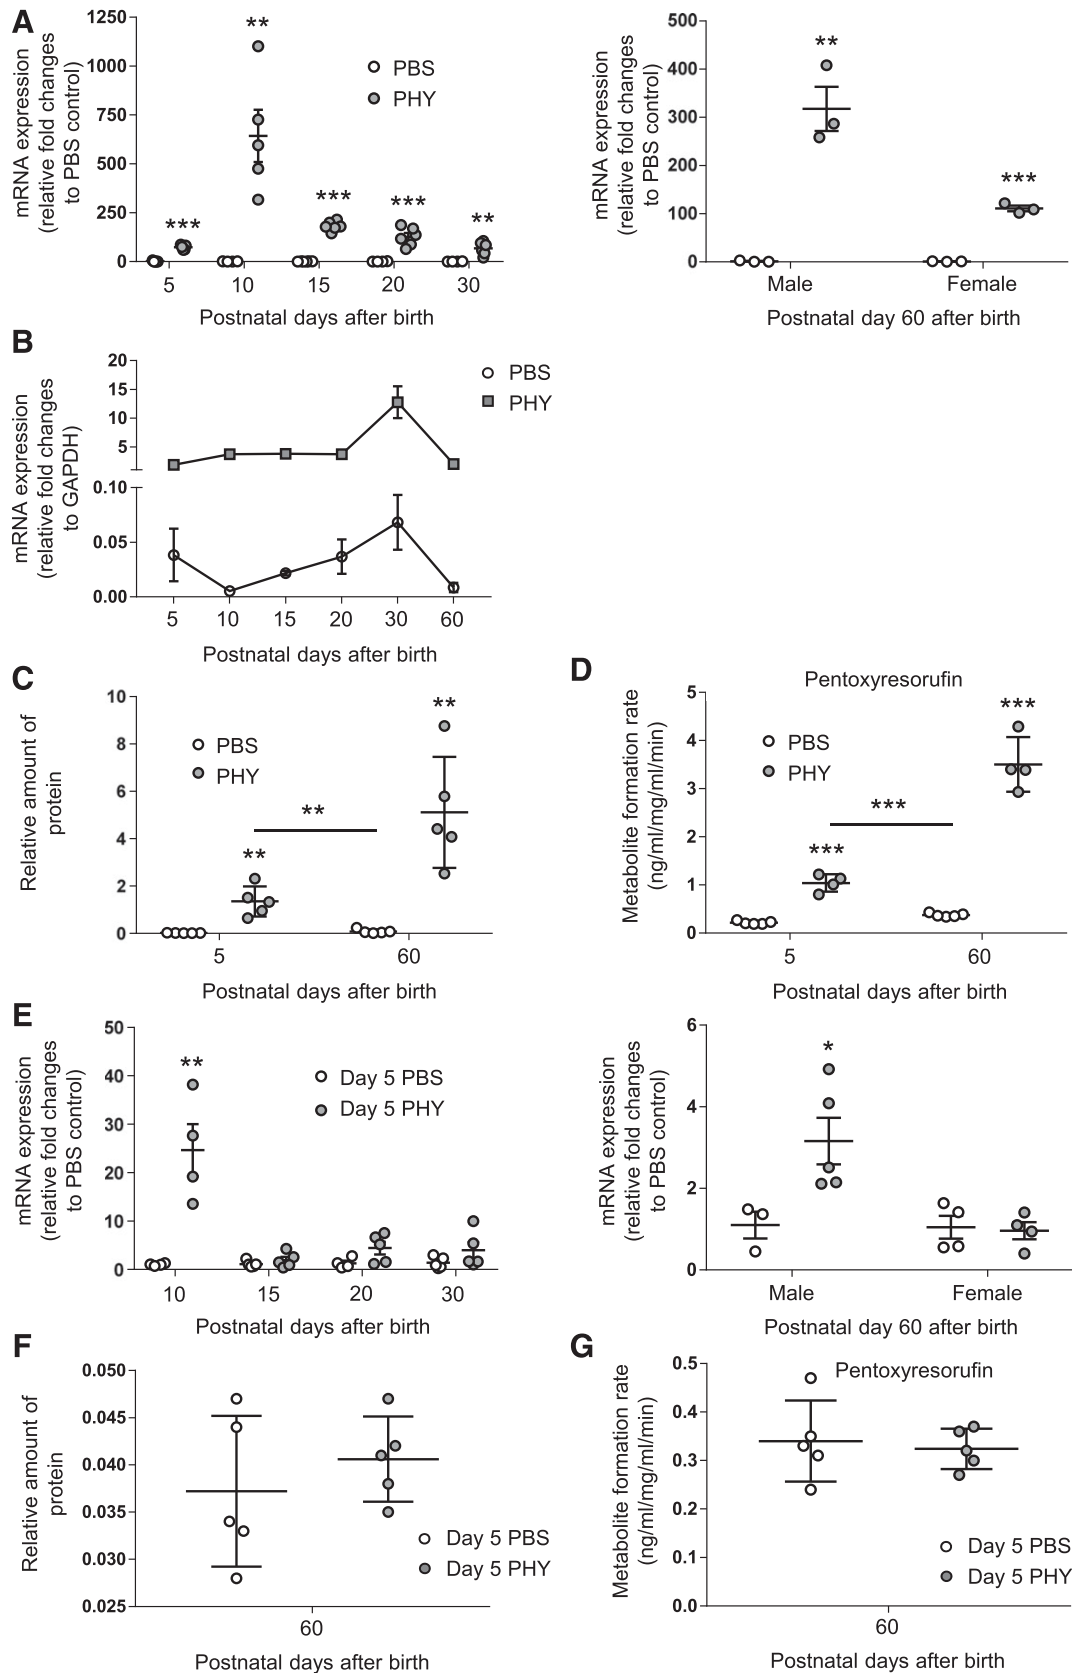 A
mRNA expression
(relative fold changes
to PBS control)
1250
1000
750
500
250
0
**
***
***
***
**
PBS
PHY
5 10 15 20 30
Postnatal days after birth
mRNA expression
(relative fold changes
to PBS control)
500
400
300
200
100
0
**
***
Male Female
Postnatal day 60 after birth
B
mRNA expression
(relative fold changes
to GAPDH)
20
15
10
5
0.10
0.05
0.00
PBS
PHY
5 10 15 20 30 60
Postnatal days after birth
C
Relative amount of
protein
10
8
6
4
2
0
PBS
PHY
**
**
**
5 60
Postnatal days after birth
D
Pentoxyresorufin
Metabolite formation rate
(ng/ml/mg/ml/min)
5
4
3
2
1
0
PBS
PHY
***
***
***
5 60
Postnatal days after birth
E
mRNA expression
(relative fold changes
to PBS control)
50
40
30
20
10
0
**
Day 5 PBS
Day 5 PHY
10 15 20 30
Postnatal days after birth
mRNA expression
(relative fold changes
to PBS control)
6
4
2
0
*
Male Female
Postnatal day 60 after birth
F
Relative amount of
protein
0.050
0.045
0.040
0.035
0.030
0.025
Day 5 PBS
Day 5 PHY
60
Postnatal days after birth
G
Pentoxyresorufin
Metabolite formation rate
(ng/ml/mg/ml/min)
0.5
0.4
0.3
0.2
0.1
0.0
Day 5 PBS
Day 5 PHY
60
Postnatal days after birth